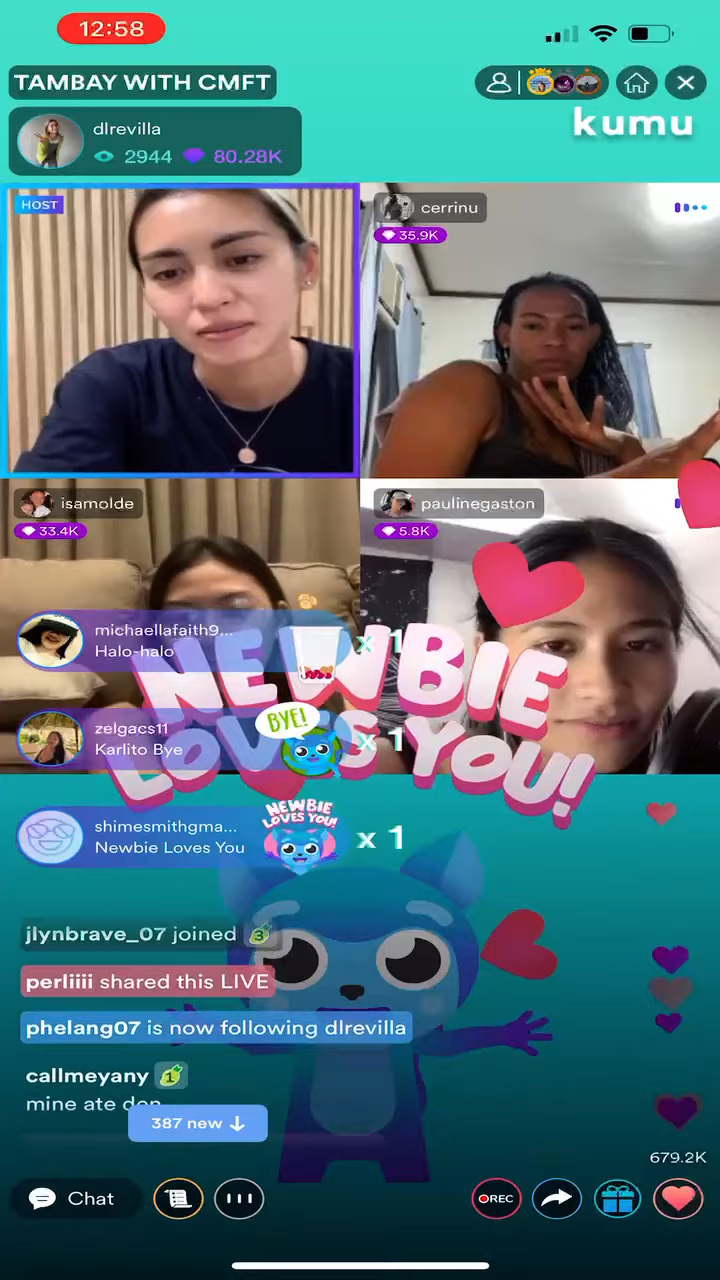 12:58
TAMBAY WITH CMFT
dlrevilla
2944 80.28K
kumu
HOST
cerrinu
35.9K
isamolde
33.4K
paulinegaston
5.8K
NEWBIE
LOVES YOU!
michaellafaith9...
Halo-halo
x 1
BYE!
zelgacs11
Karlito Bye
x 1
NEWBIE
LOVES YOU!
shimesmithgma...
Newbie Loves You
x 1
jlynbrave_07 joined 3
perliiii shared this LIVE
phelang07 is now following dlrevilla
callmeyany 1
mine ate don
387 new
679.2K
Chat
REC